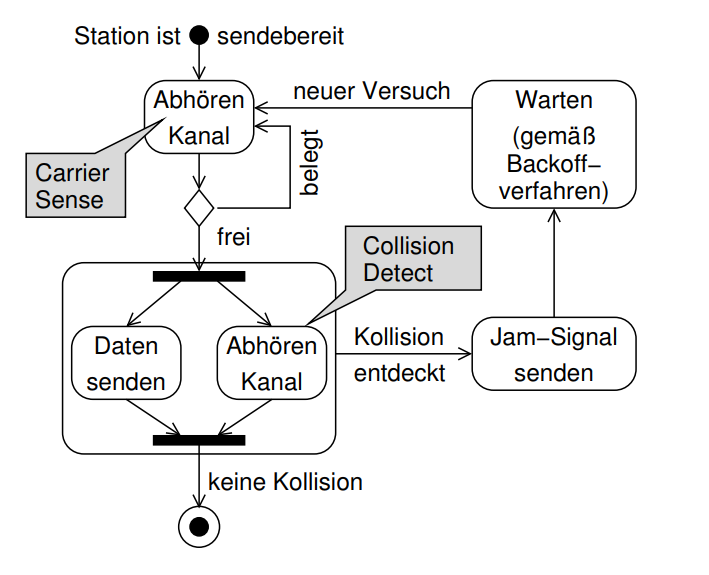 Station ist sendebereit
Abhören
Kanal
neuer Versuch
Warten
(gemäß
Backoff–
verfahren)
Carrier
Sense
belegt
frei
Collision
Detect
Daten
senden
Abhören
Kanal
Kollision
entdeckt
Jam–Signal
senden
keine Kollision